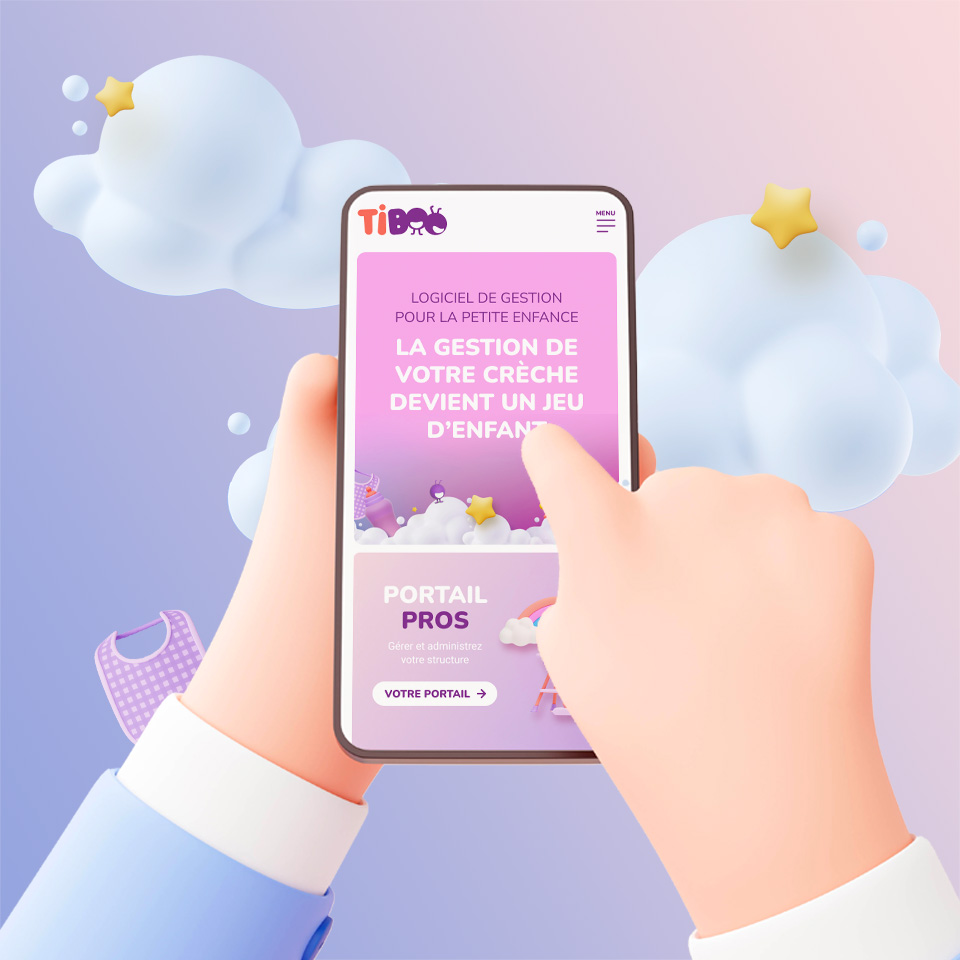 TiBOO
MENU
LOGICIEL DE GESTION
POUR LA PETITE ENFANCE
LA GESTION DE
VOTRE CRÈCHE
DEVIENT UN JEU
D'ENFANT
PORTAIL
PROS
Gérer et administrez
votre structure
VOTRE PORTAIL →